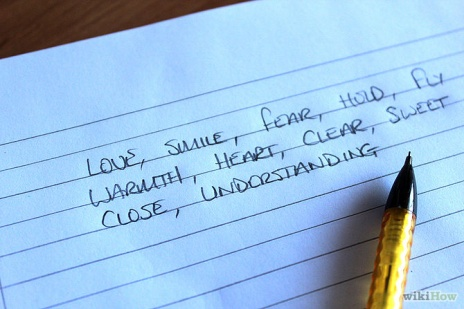 LOVE, SMILE, FEAR, HOLD, FLY
WARMTH, HEART, CLEAR, SWEET
CLOSE, UNDERSTANDING
wikiHow